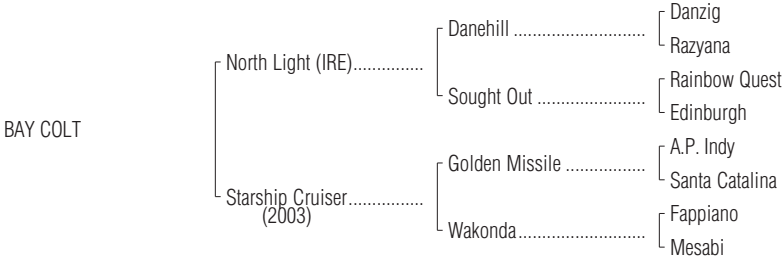 Danzig
Danehill ............................
Razyana
North Light (IRE)...............
Rainbow Quest
Sought Out .......................
Edinburgh
BAY COLT
A.P. Indy
Golden Missile .................
Santa Catalina
Starship Cruiser................
(2003)
Fappiano
Wakonda...........................
Mesabi